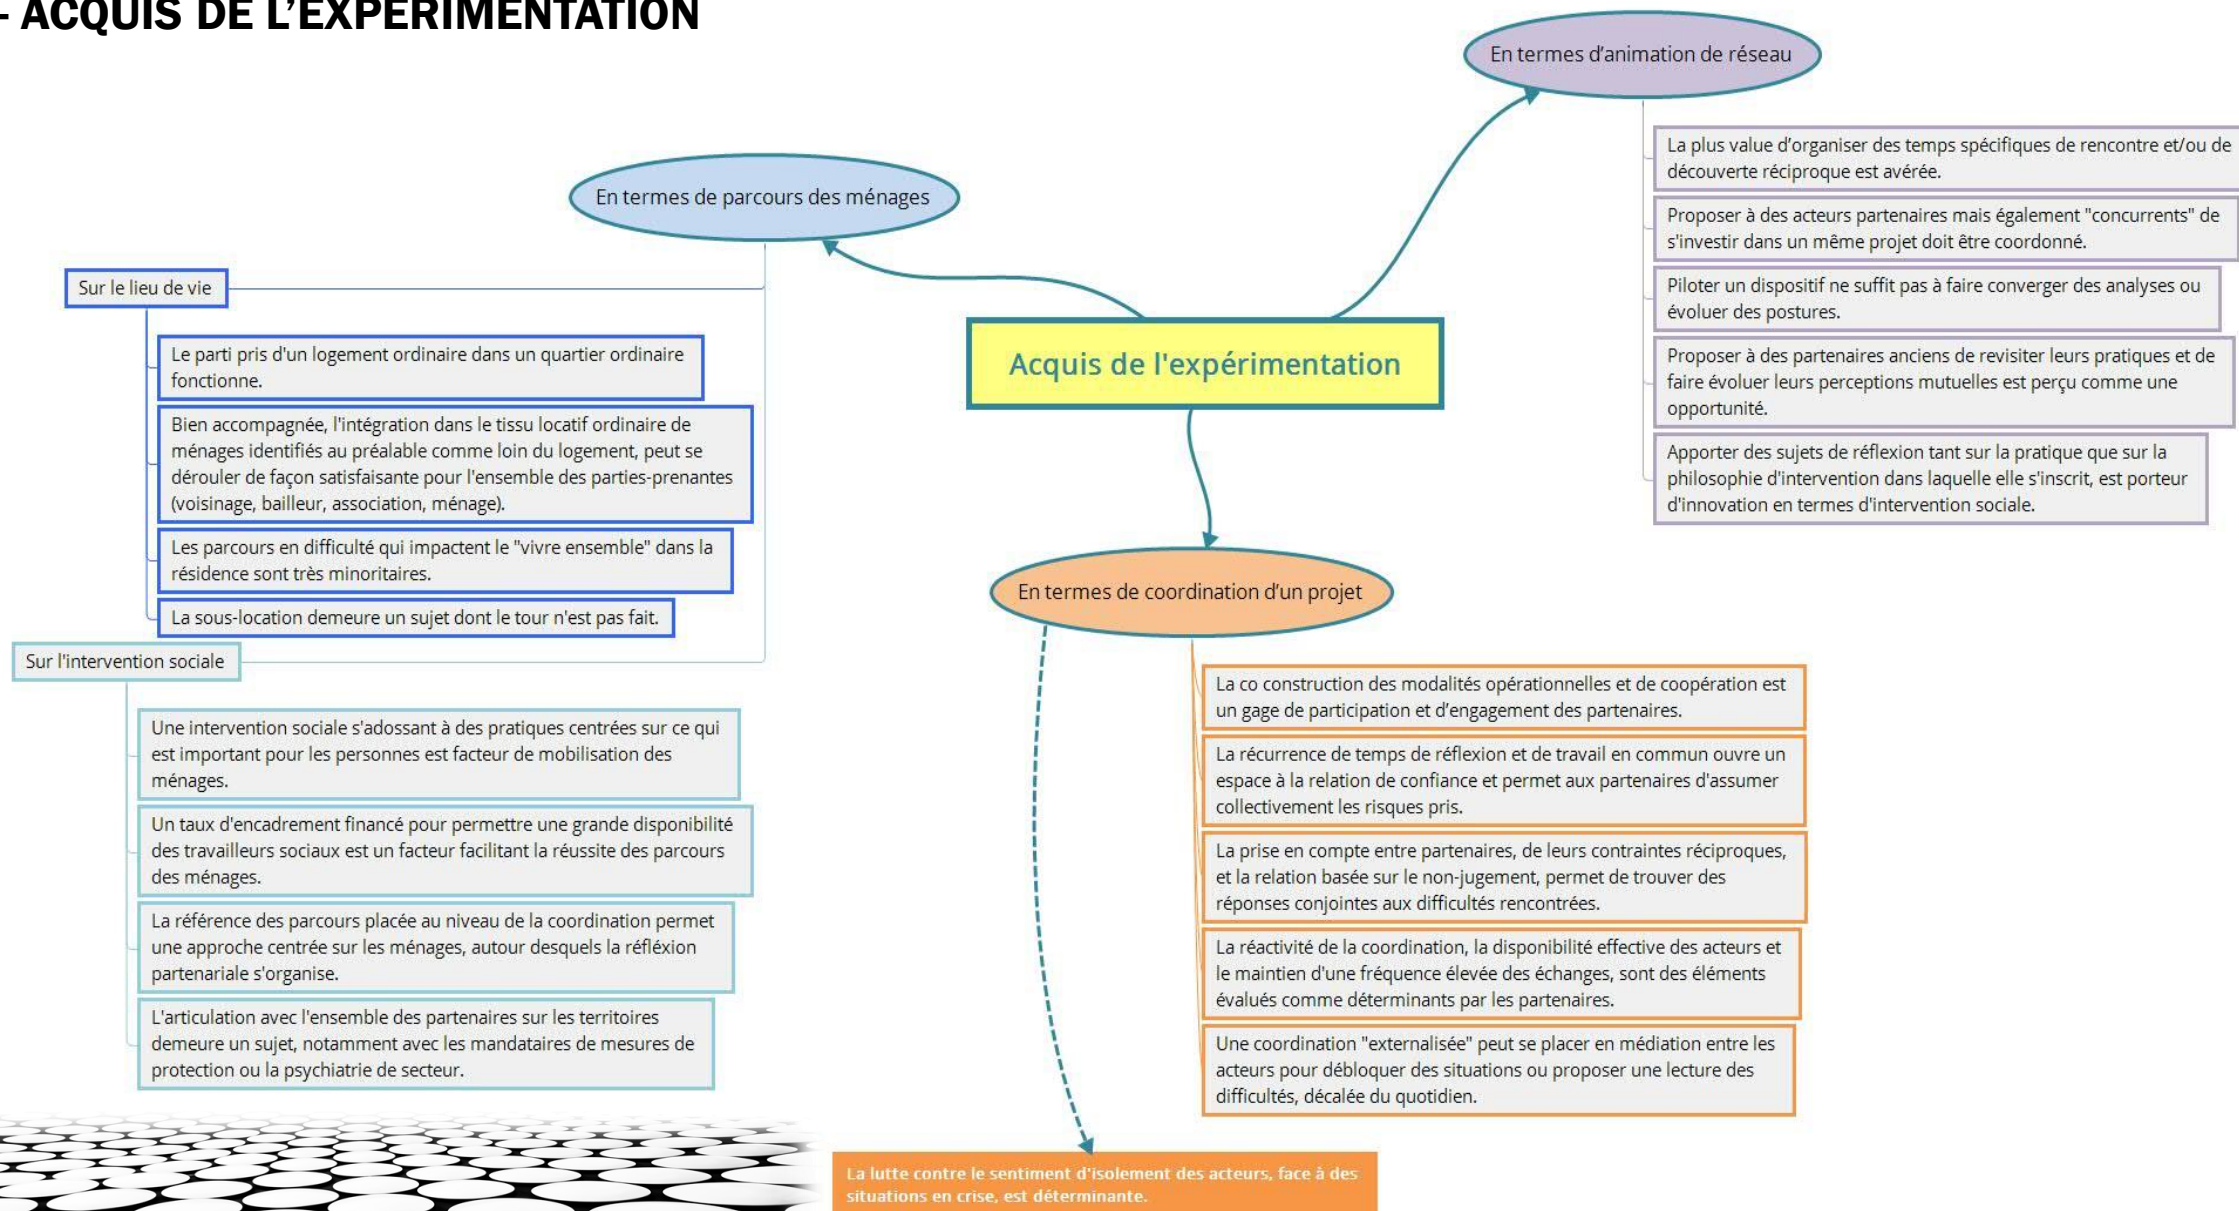 - ACQUIS DE L'EXPERIMENTATION
En termes d'animation de réseau
La plus value d'organiser des temps spécifiques de rencontre et/ou de
découverte réciproque est avérée.
Proposer à des acteurs partenaires mais également "concurrents" de
s'investir dans un même projet doit être coordonné.
Piloter un dispositif ne suffit pas à faire converger des analyses ou
évoluer des postures.
Proposer à des partenaires anciens de revisiter leurs pratiques et de
faire évoluer leurs perceptions mutuelles est perçu comme une
opportunité.
Apporter des sujets de réflexion tant sur la pratique que sur la
philosophie d'intervention dans laquelle elle s'inscrit, est porteur
d'innovation en termes d'intervention sociale.
En termes de parcours des ménages
Sur le lieu de vie
Le parti pris d'un logement ordinaire dans un quartier ordinaire
fonctionne.
Bien accompagnée, l'intégration dans le tissu locatif ordinaire de
ménages identifiés au préalable comme loin du logement, peut se
dérouler de façon satisfaisante pour l'ensemble des parties-prenantes
(voisinage, bailleur, association, ménage).
Les parcours en difficulté qui impactent le "vivre ensemble" dans la
résidence sont très minoritaires.
La sous-location demeure un sujet dont le tour n'est pas fait.
Sur l'intervention sociale
Une intervention sociale s'adossant à des pratiques centrées sur ce qui
est important pour les personnes est facteur de mobilisation des
ménages.
Un taux d'encadrement financé pour permettre une grande disponibilité
des travailleurs sociaux est un facteur facilitant la réussite des parcours
des ménages.
La référence des parcours placée au niveau de la coordination permet
une approche centrée sur les ménages, autour desquels la réfléxion
partenariale s'organise.
L'articulation avec l'ensemble des partenaires sur les territoires
demeure un sujet, notamment avec les mandataires de mesures de
protection ou la psychiatrie de secteur.
Acquis de l'expérimentation
En termes de coordination d'un projet
La co construction des modalités opérationnelles et de coopération est
un gage de participation et d'engagement des partenaires.
La récurrence de temps de réflexion et de travail en commun ouvre un
espace à la relation de confiance et permet aux partenaires d'assumer
collectivement les risques pris.
La prise en compte entre partenaires, de leurs contraintes réciproques,
et la relation basée sur le non-jugement, permet de trouver des
réponses conjointes aux difficultés rencontrées.
La réactivité de la coordination, la disponibilité effective des acteurs et
le maintien d'une fréquence élevée des échanges, sont des éléments
évalués comme déterminants par les partenaires.
Une coordination "externalisée" peut se placer en médiation entre les
acteurs pour débloquer des situations ou proposer une lecture des
difficultés, décalée du quotidien.
La lutte contre le sentiment d'isolement des acteurs, face à des
situations en crise, est déterminante.